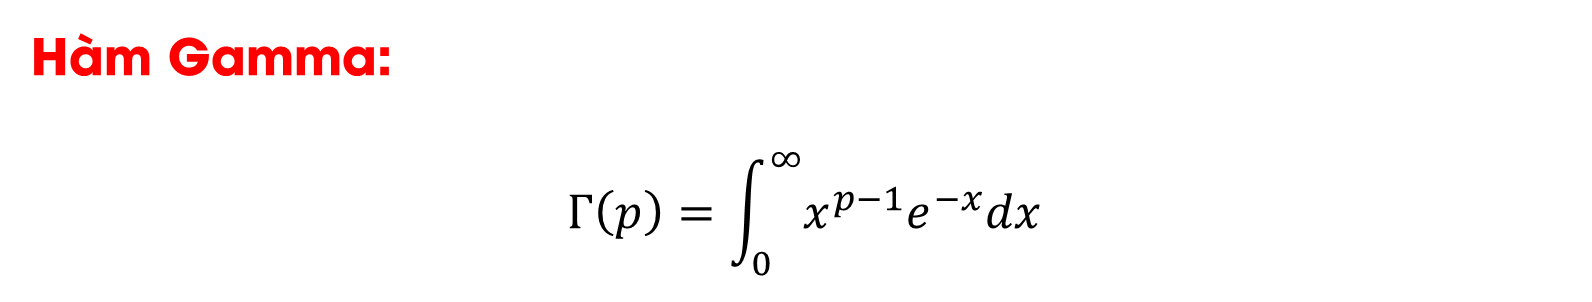 Hàm Gamma:
Γ(p) = ∫₀^∞ x^{p−1} e^{−x} dx